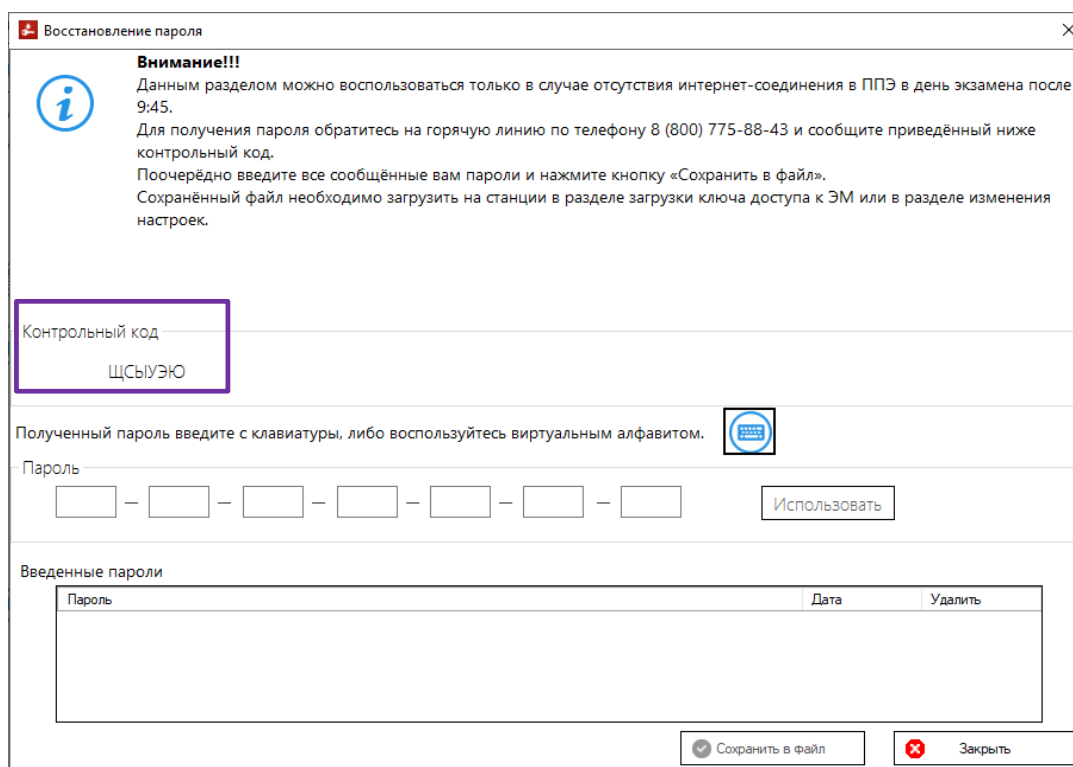 Восстановление пароля
Внимание!!!
Данным разделом можно воспользоваться только в случае отсутствия интернет-соединения в ППЭ в день экзамена после
9:45.
Для получения пароля обратитесь на горячую линию по телефону 8 (800) 775-88-43 и сообщите приведённый ниже
контрольный код.
Поочерёдно введите все сообщённые вам пароли и нажмите кнопку «Сохранить в файл».
Сохранённый файл необходимо загрузить на станции в разделе загрузки ключа доступа к ЭМ или в разделе изменения
настроек.
Контрольный код
ЩСЫУЭЮ
Полученный пароль введите с клавиатуры, либо воспользуйтесь виртуальным алфавитом.
Пароль
Использовать
Введенные пароли
Пароль Дата Удалить
Сохранить в файл Закрыть